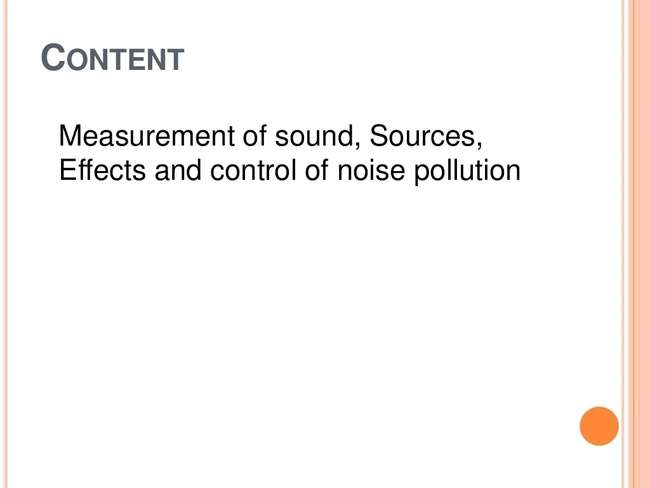 CONTENT
Measurement of sound, Sources,
Effects and control of noise pollution